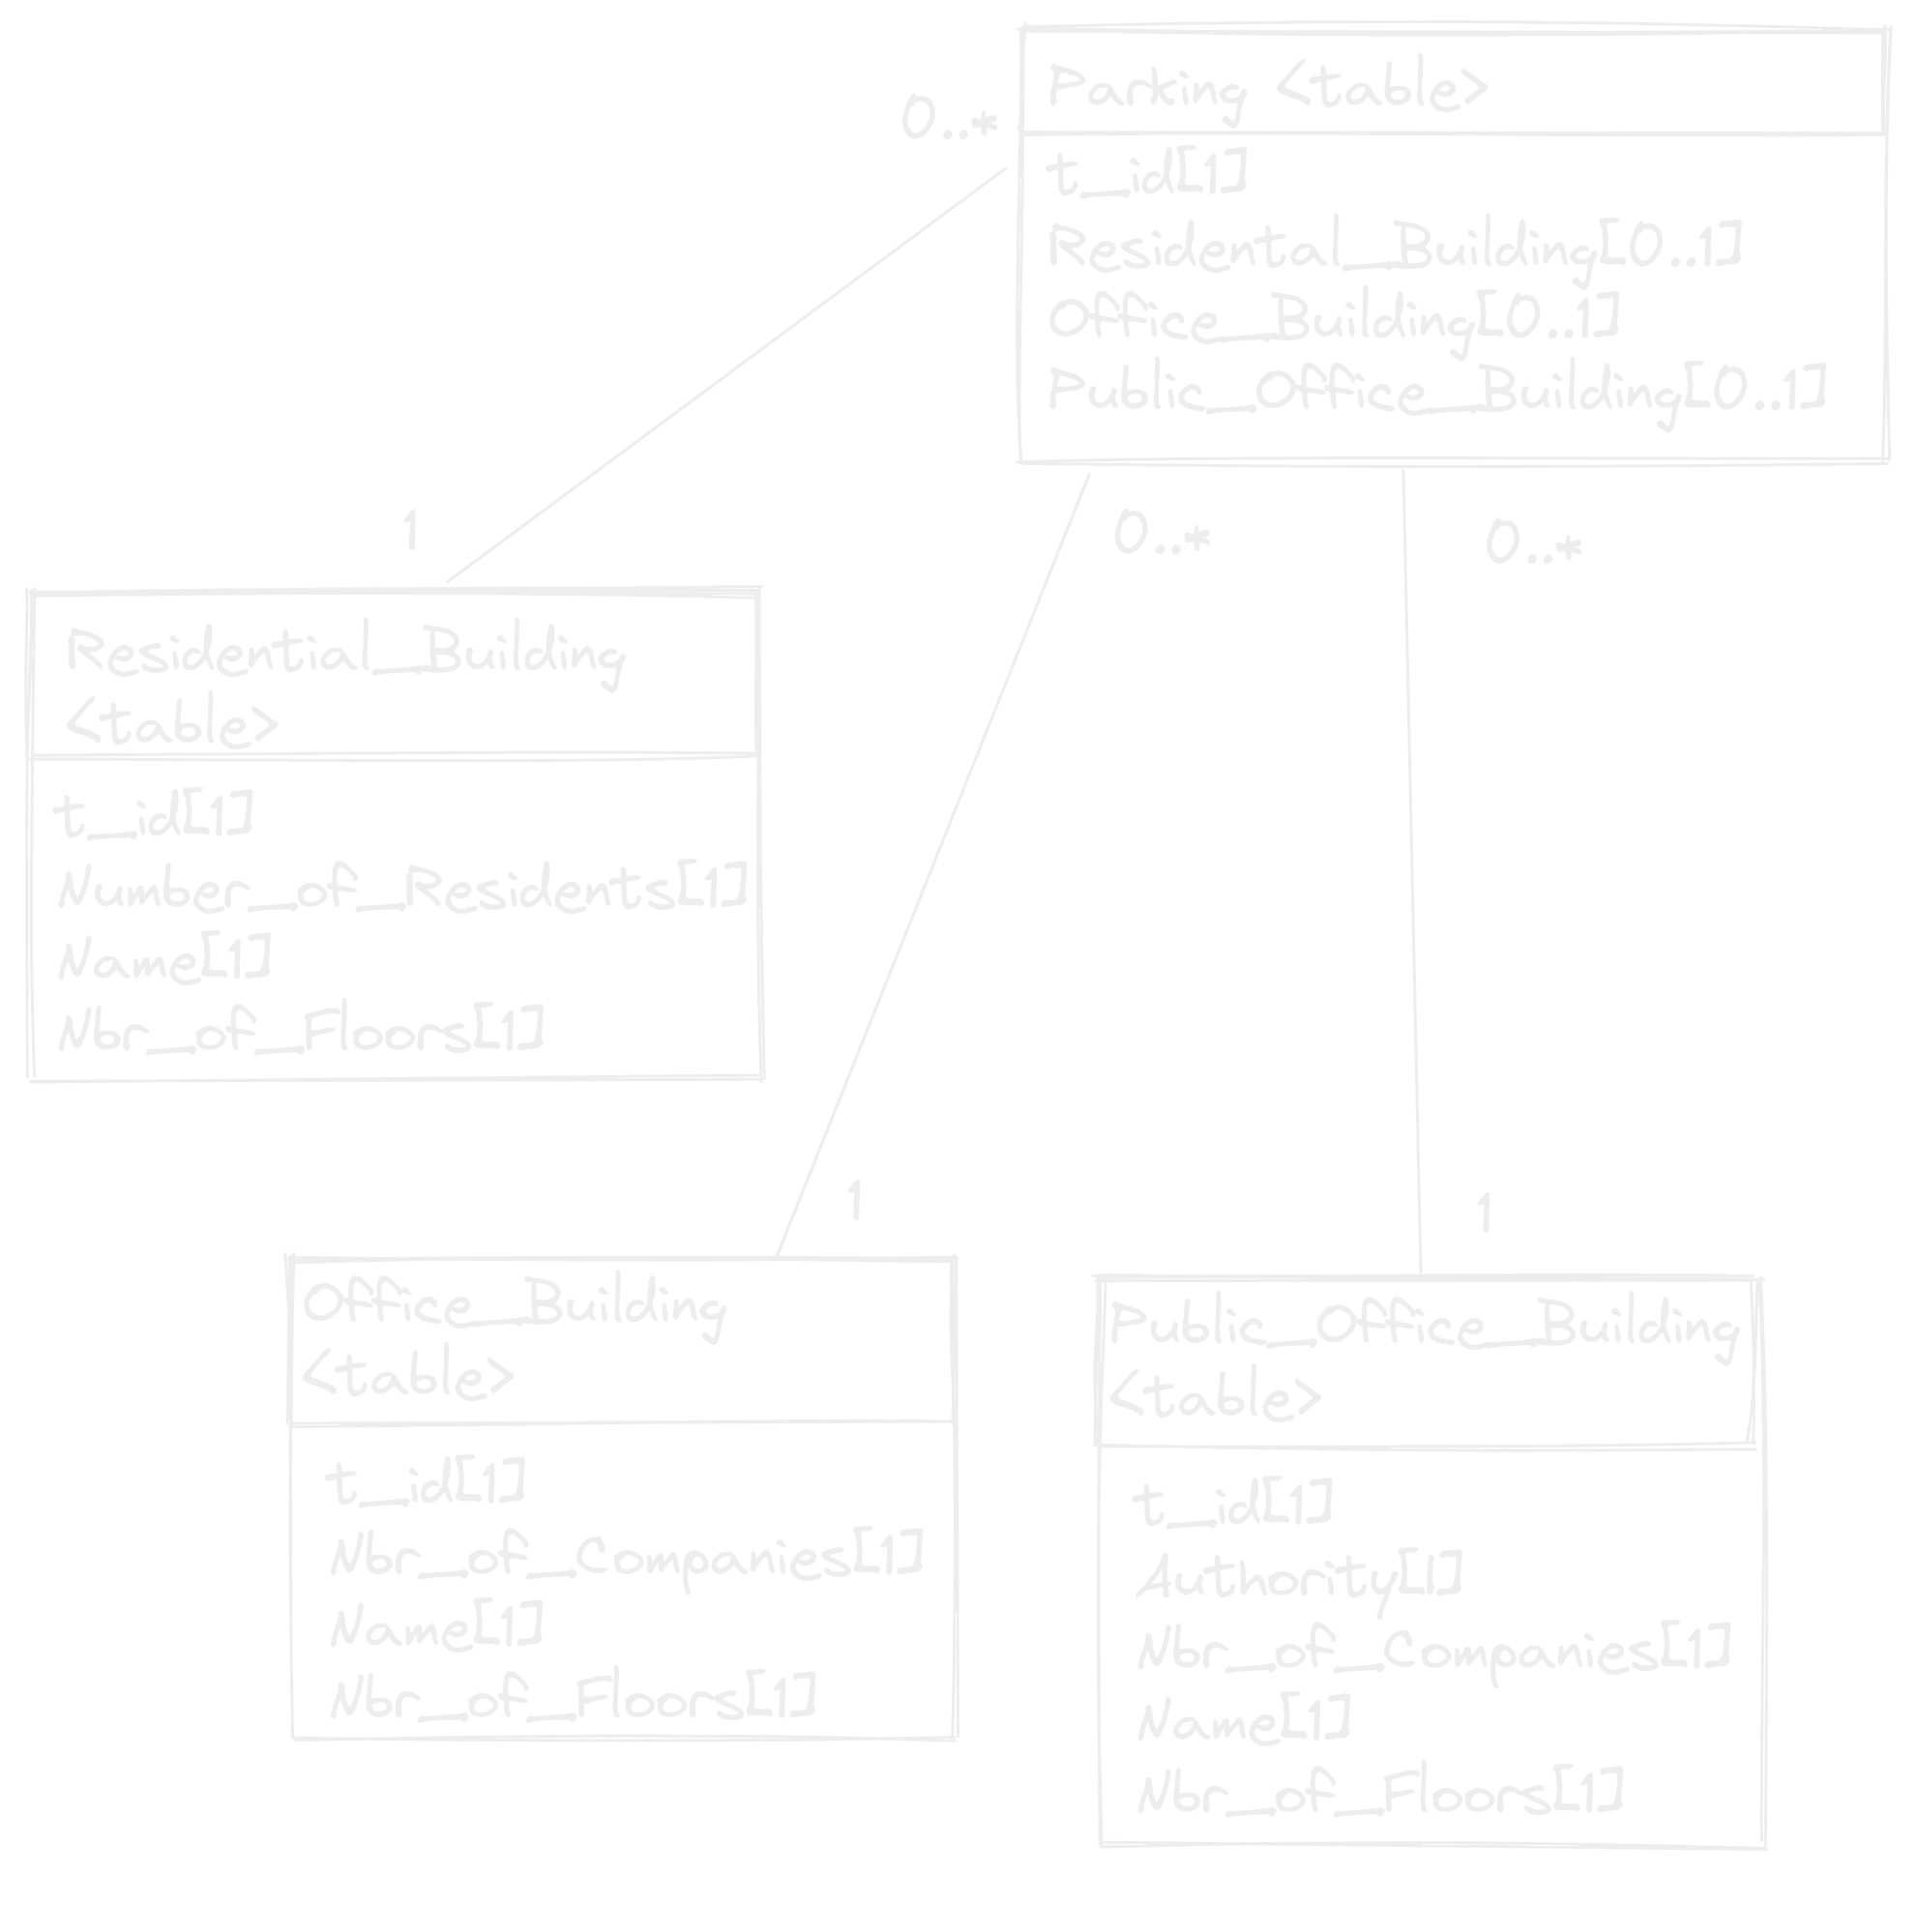 Parking <table>
0..*
t_id[1]
Resident_Building[0..1]
Office_Building[0..1]
Public_Office_Building[0..1]
1
0..*
0..*
Residential_Building
<table>
t_id[1]
Number_of_Residents[1]
Name[1]
Nbr_of_Floors[1]
1
1
Office_Building
<table>
t_id[1]
Nbr_of_Companies[1]
Name[1]
Nbr_of_Floors[1]
Public_Office_Building
<table>
t_id[1]
Authority[1]
Nbr_of_Companies[1]
Name[1]
Nbr_of_Floors[1]